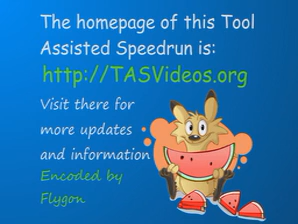 The homepage of this Tool
Assisted Speedrun is:
http://TASVideos.org
Visit there for
more updates
and information
Encoded by
Flygon